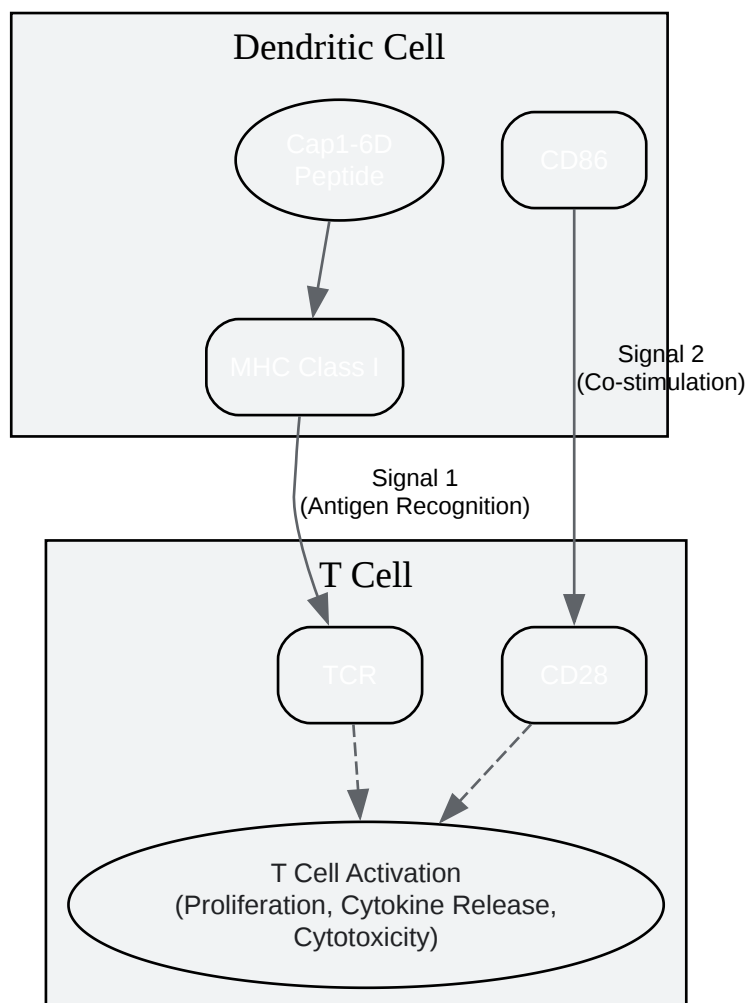 Dendritic Cell
Cap1-6D
Peptide
CD86
MHC Class I
Signal 2
(Co-stimulation)
Signal 1
(Antigen Recognition)
T Cell
TCR
CD28
T Cell Activation
(Proliferation, Cytokine Release,
Cytotoxicity)